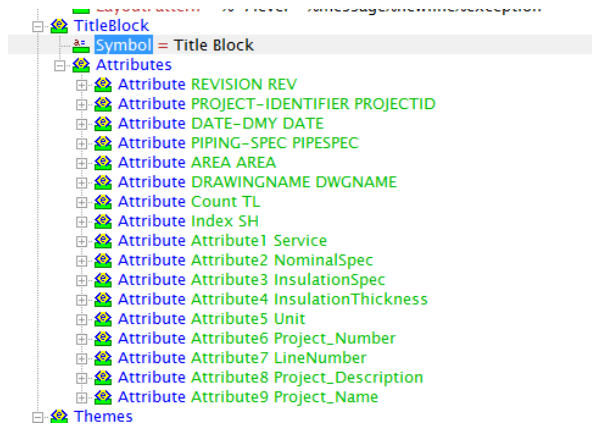 TitleBlock
a= Symbol = Title Block
Attributes
Attribute REVISION REV
Attribute PROJECT-IDENTIFIER PROJECTID
Attribute DATE-DMY DATE
Attribute PIPING-SPEC PIPESPEC
Attribute AREA AREA
Attribute DRAWINGNAME DWGNAME
Attribute Count TL
Attribute Index SH
Attribute Attribute1 Service
Attribute Attribute2 NominalSpec
Attribute Attribute3 InsulationSpec
Attribute Attribute4 InsulationThickness
Attribute Attribute5 Unit
Attribute Attribute6 Project_Number
Attribute Attribute7 LineNumber
Attribute Attribute8 Project_Description
Attribute Attribute9 Project_Name
Themes